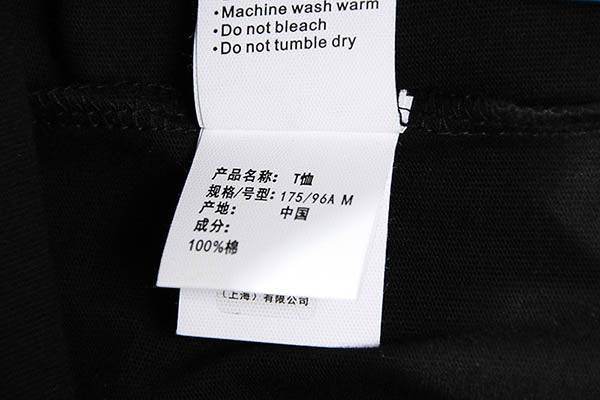 •Machine wash warm
•Do not bleach
•Do not tumble dry
产品名称： T恤
规格/号型：175/96A M
产地： 中国
成分：
100%棉
（上海）有限公司